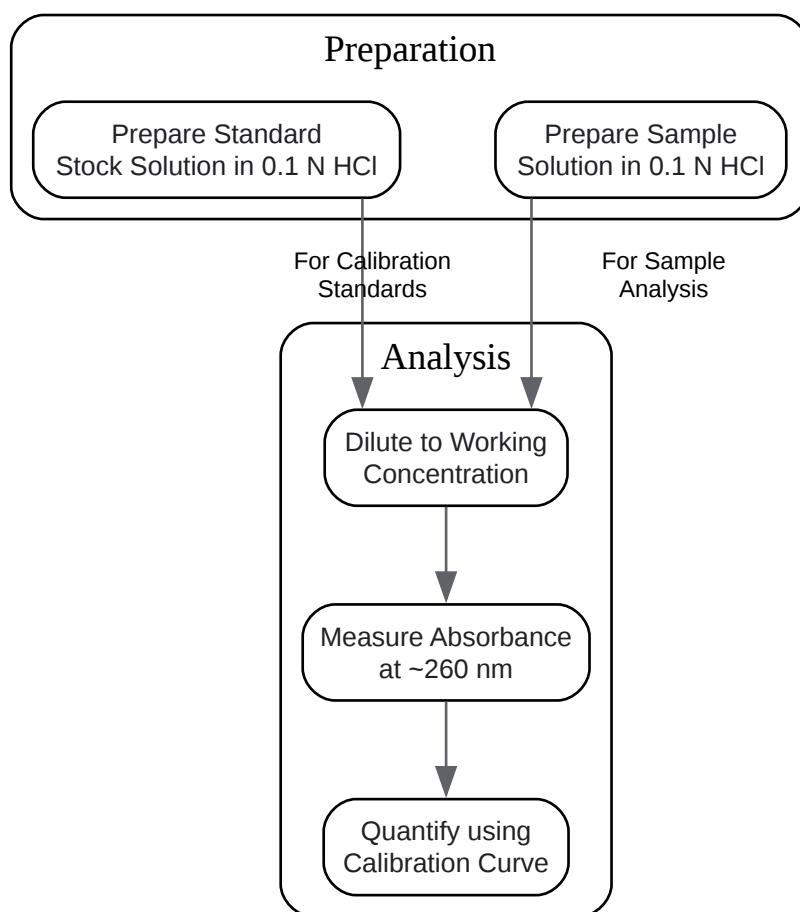 Preparation
Prepare Standard
Stock Solution in 0.1 N HCl
Prepare Sample
Solution in 0.1 N HCl
For Calibration
Standards
For Sample
Analysis
Analysis
Dilute to Working
Concentration
Measure Absorbance
at ~260 nm
Quantify using
Calibration Curve